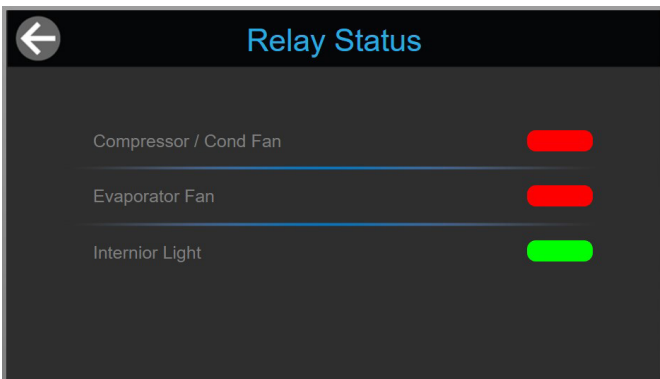 Relay Status
Compressor / Cond Fan
Evaporator Fan
Internior Light